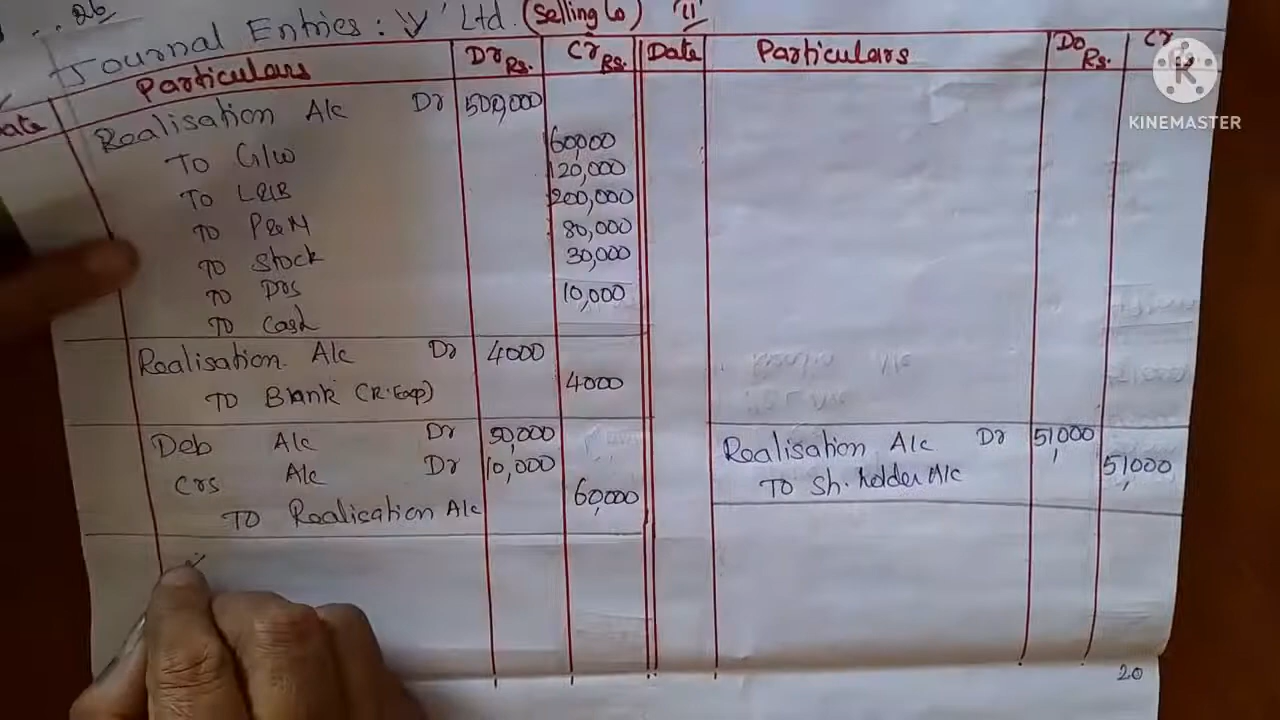 26
Journal Entries: 'V' Ltd. (Selling Co) "
Date Particulars Dr Rs. Cr Rs. Date Particulars Do Rs. Cr
KINEMASTER
Realisation A/c Dr 500,000
To G/W 60,000
To L&B 120,000
To P&M 200,000
To Stock 80,000
To Drs 30,000
To Cash 10,000
Realisation A/c Dr 4000
To Bank (R.Exp) 4000
Deb A/c Dr 50,000
Crs A/c Dr 10,000
To Realisation A/c 60,000
Realisation A/c Dr 51,000
To Sh.holder A/c 51,000
20